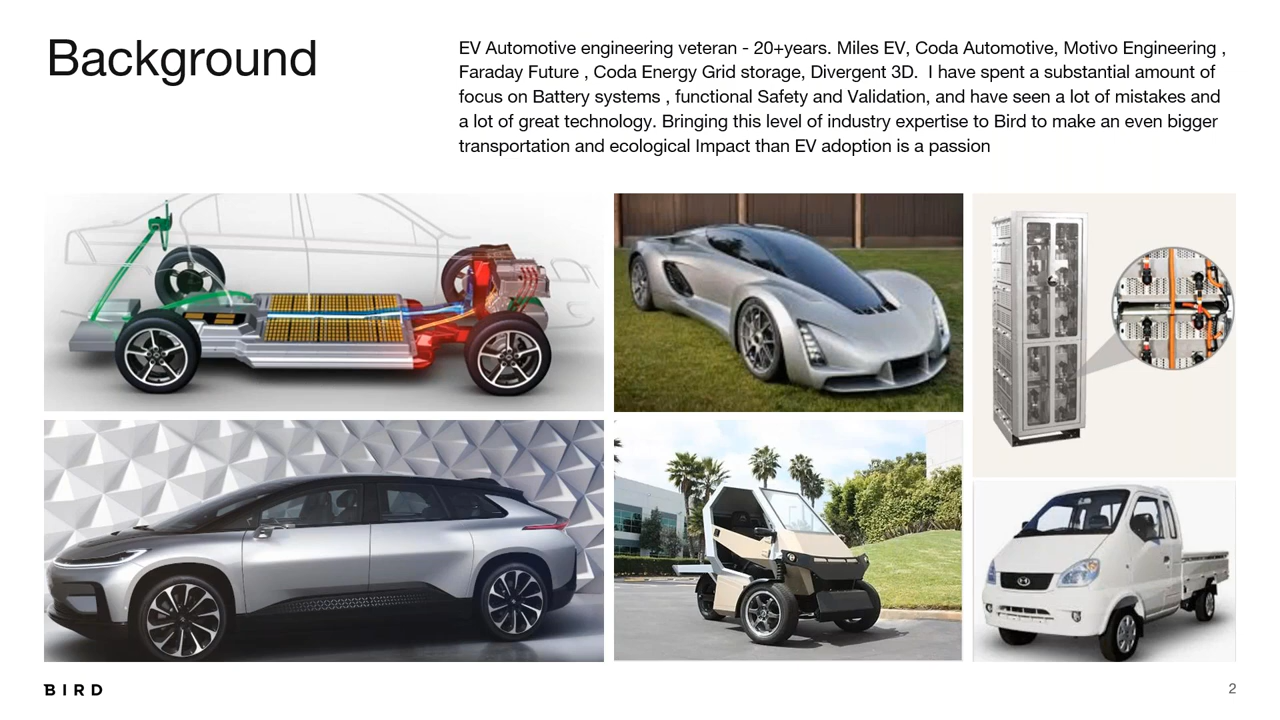 Background
EV Automotive engineering veteran - 20+years. Miles EV, Coda Automotive, Motivo Engineering ,
Faraday Future , Coda Energy Grid storage, Divergent 3D.  I have spent a substantial amount of
focus on Battery systems , functional Safety and Validation, and have seen a lot of mistakes and
a lot of great technology. Bringing this level of industry expertise to Bird to make an even bigger
transportation and ecological Impact than EV adoption is a passion
BIRD
2